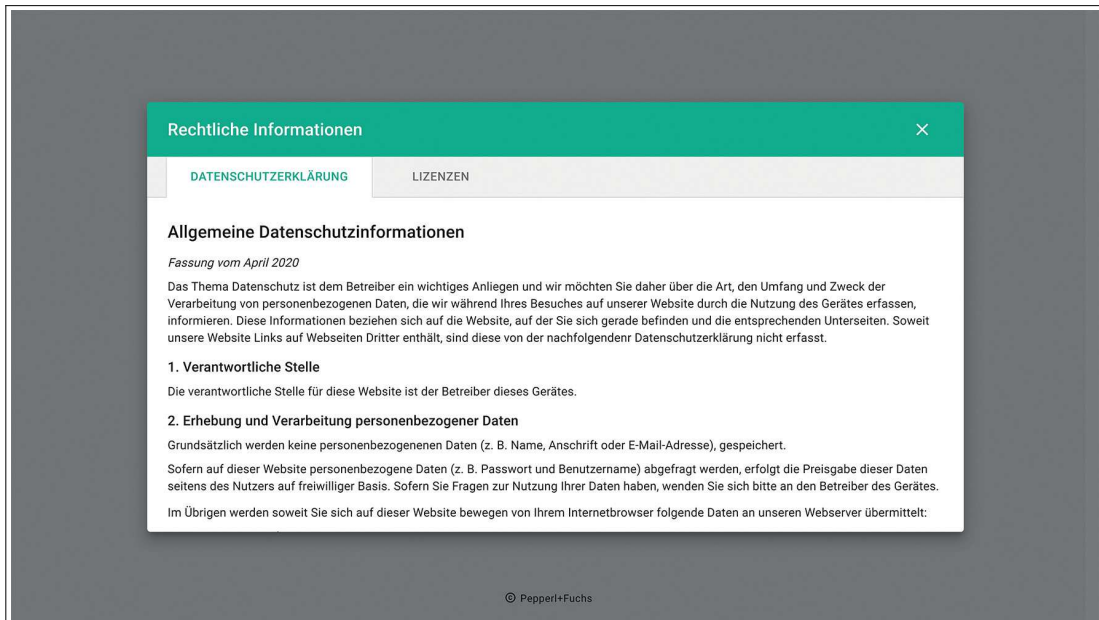 Rechtliche Informationen
DATENSCHUTZERKLÄRUNG LIZENZEN
Allgemeine Datenschutzinformationen
Fassung vom April 2020
Das Thema Datenschutz ist dem Betreiber ein wichtiges Anliegen und wir möchten Sie daher über die Art, den Umfang und Zweck der
Verarbeitung von personenbezogenen Daten, die wir während Ihres Besuches auf unserer Website durch die Nutzung des Gerätes erfassen,
informieren. Diese Informationen beziehen sich auf die Website, auf der Sie sich gerade befinden und die entsprechenden Unterseiten. Soweit
unsere Website Links auf Webseiten Dritter enthält, sind diese von der nachfolgendenr Datenschutzerklärung nicht erfasst.
1. Verantwortliche Stelle
Die verantwortliche Stelle für diese Website ist der Betreiber dieses Gerätes.
2. Erhebung und Verarbeitung personenbezogener Daten
Grundsätzlich werden keine personenbezogenenen Daten (z. B. Name, Anschrift oder E-Mail-Adresse), gespeichert.
Sofern auf dieser Website personenbezogene Daten (z. B. Passwort und Benutzername) abgefragt werden, erfolgt die Preisgabe dieser Daten
seitens des Nutzers auf freiwilliger Basis. Sofern Sie Fragen zur Nutzung Ihrer Daten haben, wenden Sie sich bitte an den Betreiber des Gerätes.
Im Übrigen werden soweit Sie sich auf dieser Website bewegen von Ihrem Internetbrowser folgende Daten an unseren Webserver übermittelt:
© Pepperl+Fuchs